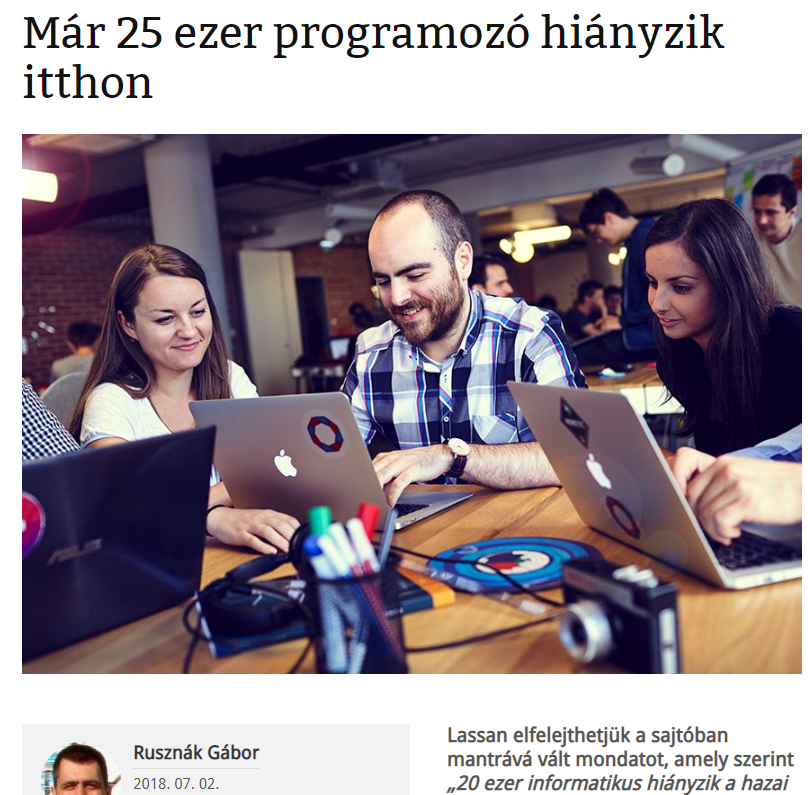 Már 25 ezer programozó hiányzik
itthon
ASUS
Rusznák Gábor
2018. 07. 02.
Lassan elfelejthetjük a sajtóban
mantrává vált mondatot, amely szerint
„20 ezer informatikus hiányzik a hazai